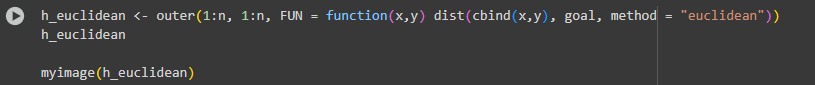 h_euclidean <- outer(1:n, 1:n, FUN = function(x,y) dist(cbind(x,y), goal, method = "euclidean"))
h_euclidean
myimage(h_euclidean)